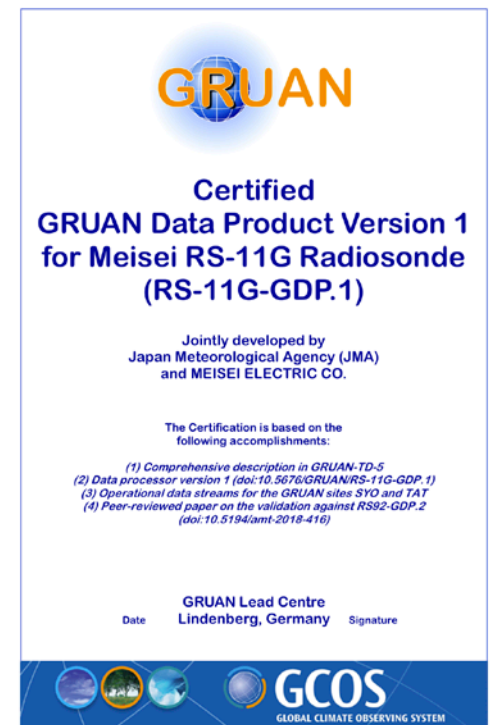 GRUAN
Certified
GRUAN Data Product Version 1
for Meisei RS-11G Radiosonde
(RS-11G-GDP.1)
Jointly developed by
Japan Meteorological Agency (JMA)
and MEISEI ELECTRIC CO.
The Certification is based on the
following accomplishments:
(1) Comprehensive description in GRUAN-TD-5
(2) Data processor version 1 (doi:10.5676/GRUAN/RS-11G-GDP.1)
(3) Operational data streams for the GRUAN sites SYO and TAT
(4) Peer-reviewed paper on the validation against RS92-GDP.2
(doi:10.5194/amt-2018-416)
GRUAN Lead Centre
Date Lindenberg, Germany Signature
GCOS
GLOBAL CLIMATE OBSERVING SYSTEM